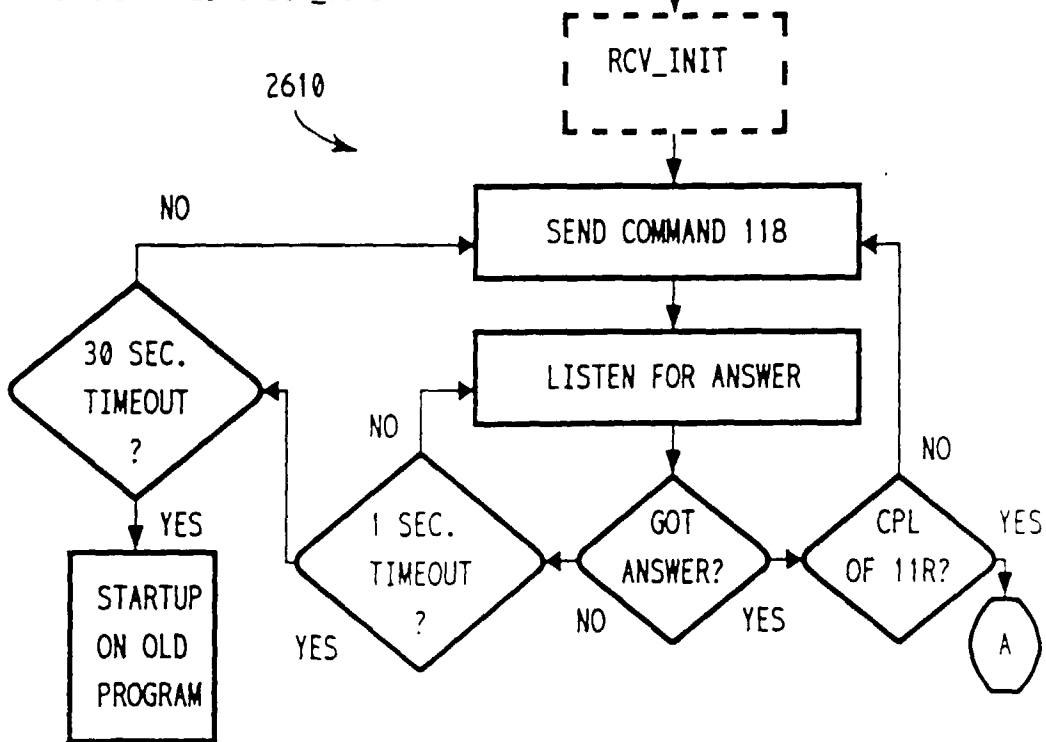 RCV_INIT
2610
NO
SEND COMMAND 118
30 SEC.
TIMEOUT
?
LISTEN FOR ANSWER
NO
NO
YES
1 SEC.
TIMEOUT
?
GOT
ANSWER?
CPL
OF 11R?
YES
STARTUP
ON OLD
PROGRAM
YES
NO
YES
A